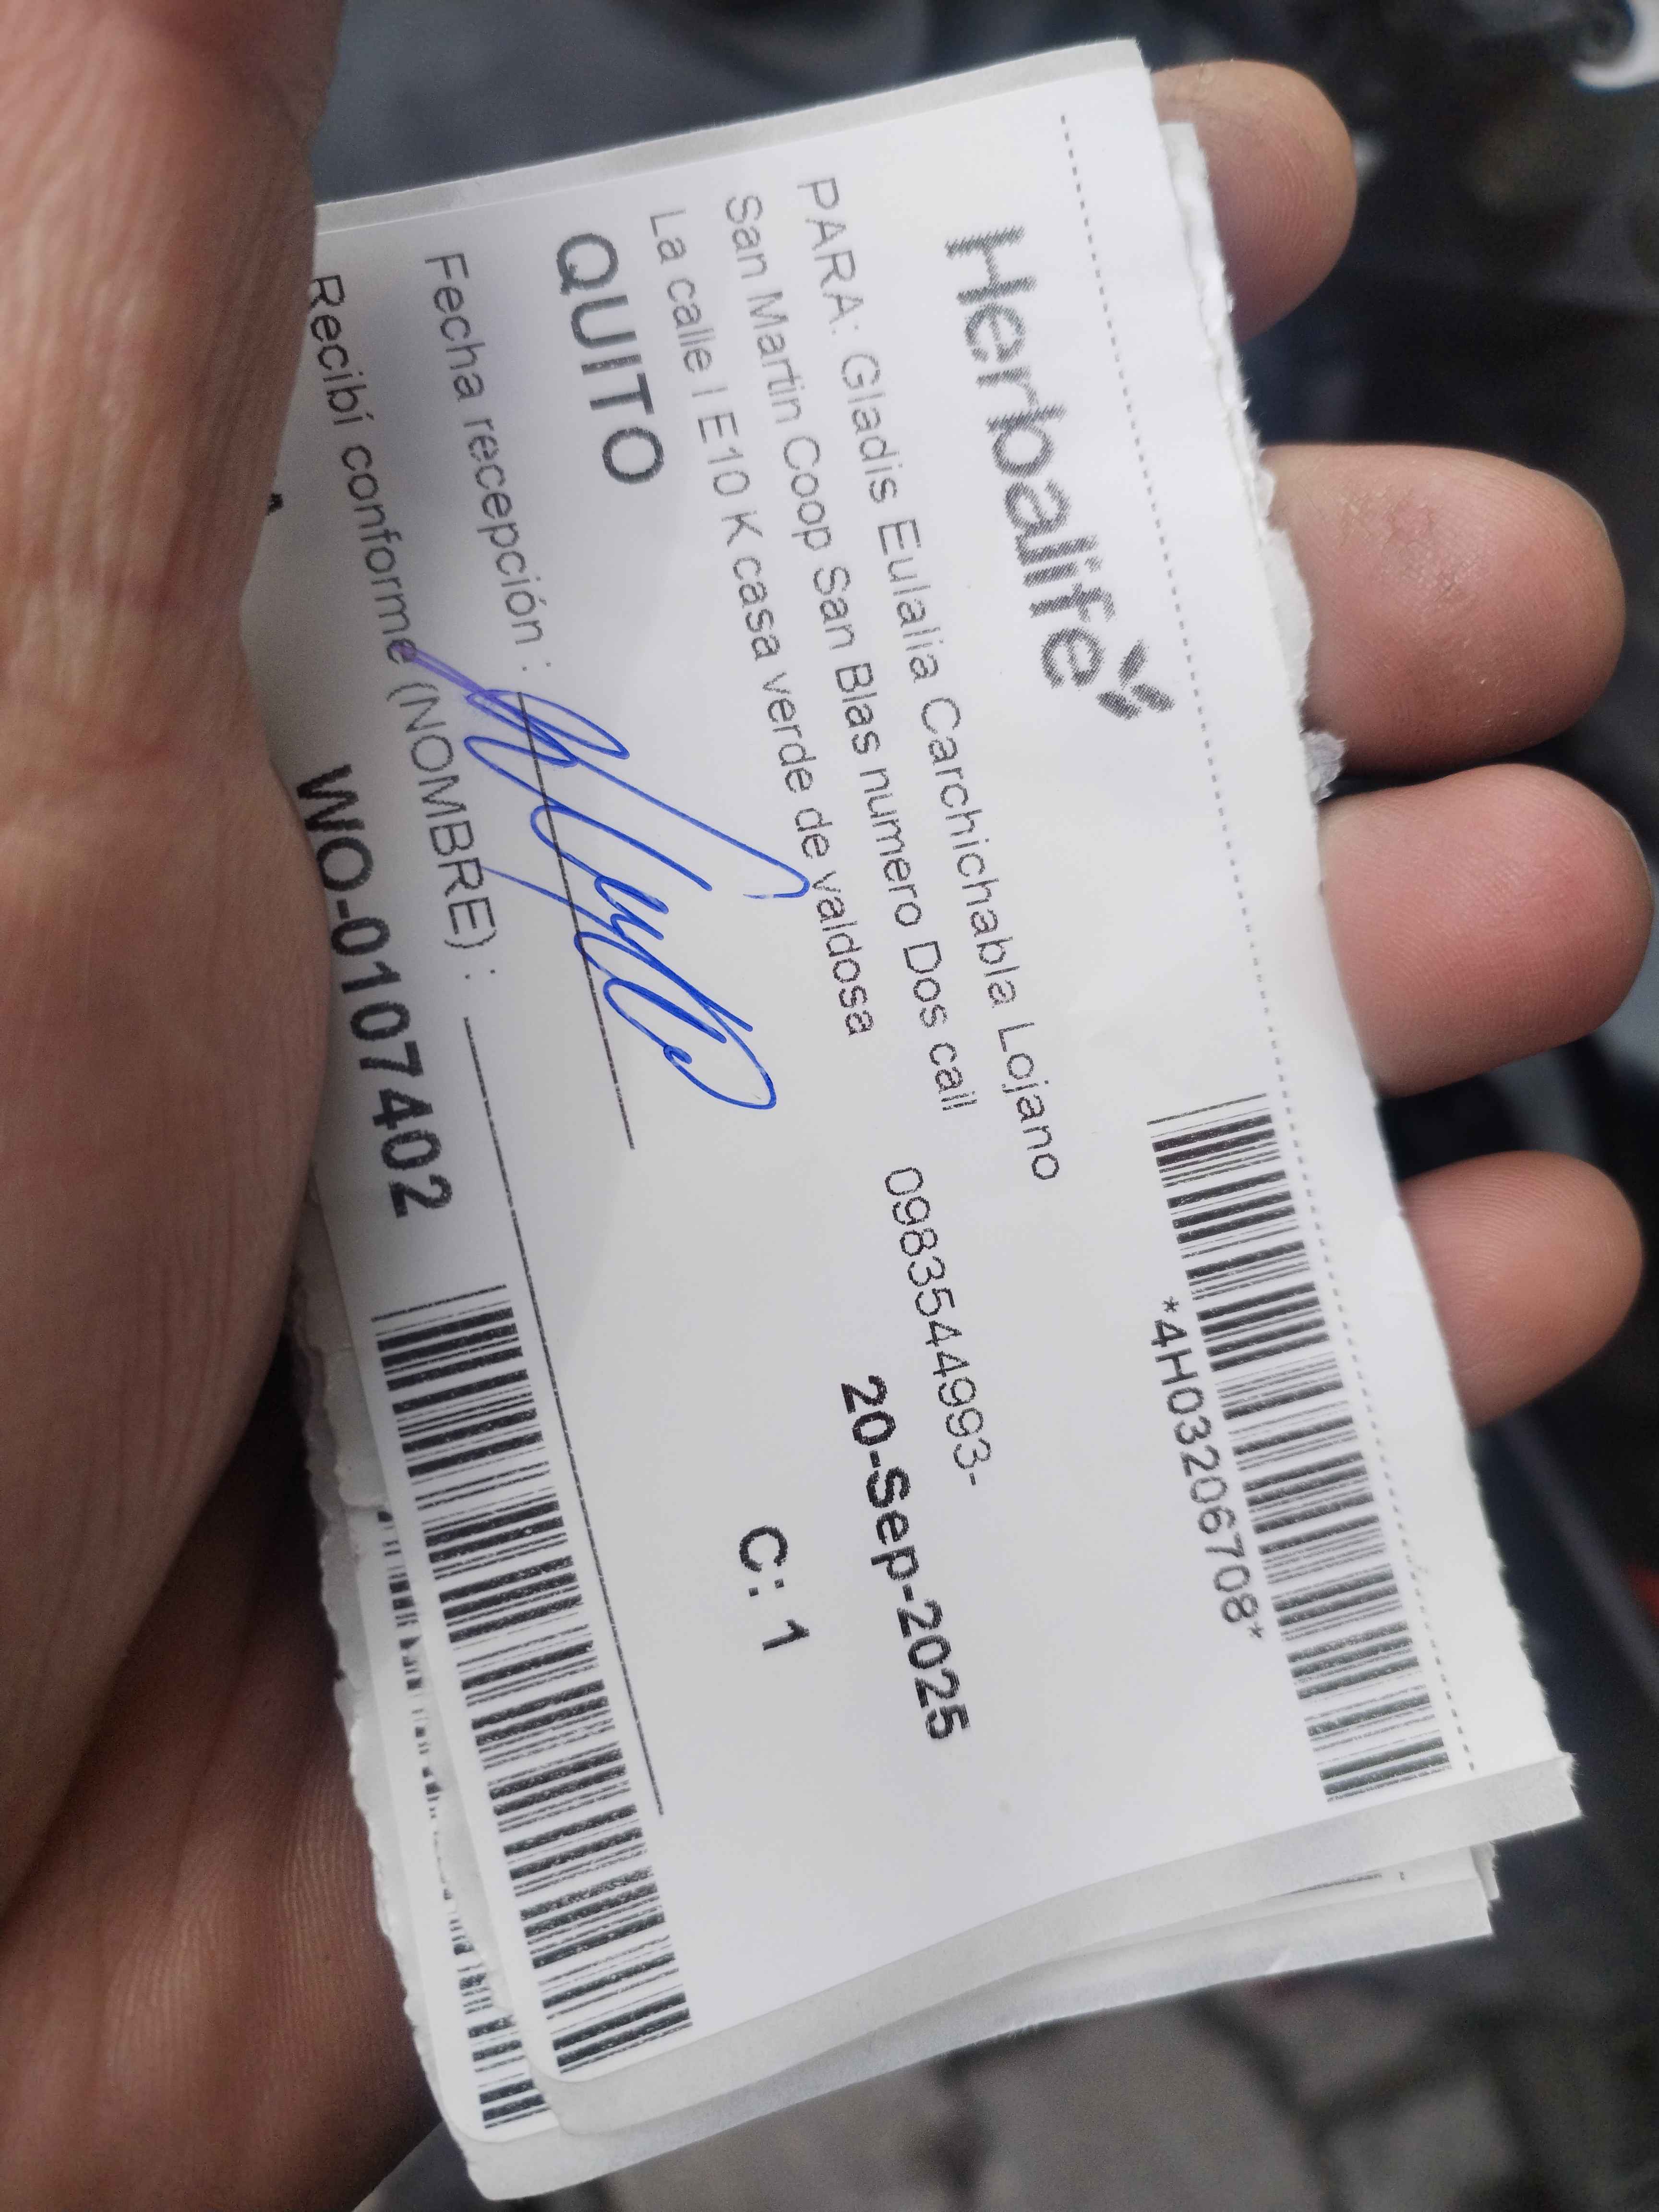 Herbalife
*4H03206708*
PARA: Gladis Eulalia Carchichabla Lojano
San Martin Coop San Blas numero Dos call
0983544993-
La calle I E10 K casa verde de valdosa
20-Sep-2025
QUITO
C: 1
Fecha recepción :
Recibí conforme (NOMBRE) :
WO-0107402